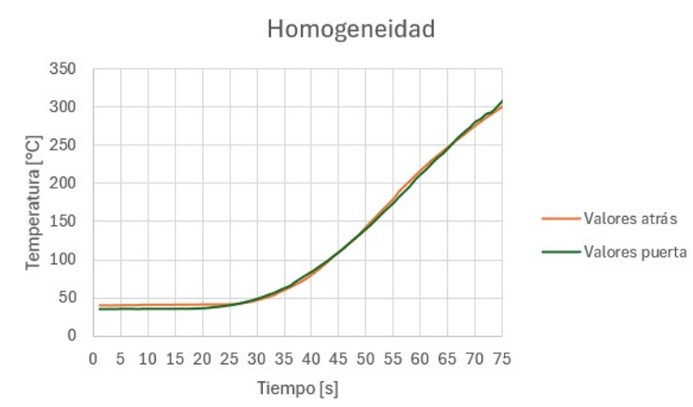 Homogeneidad
350
300
250
200
150
100
50
0
Temperatura [°C]
0 5 10 15 20 25 30 35 40 45 50 55 60 65 70 75
Tiempo [s]
Valores atrás
Valores puerta